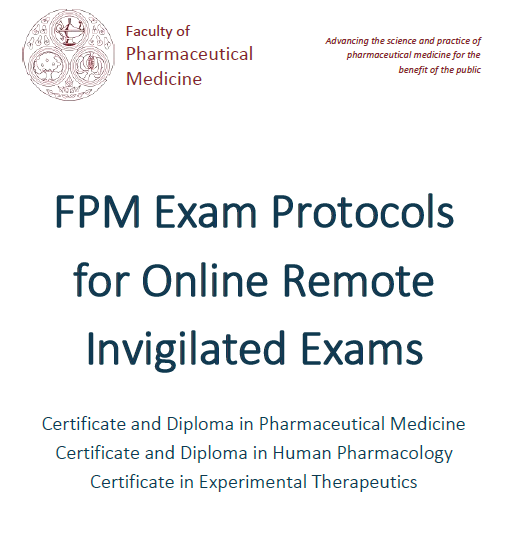 Faculty of
Pharmaceutical
Medicine
Advancing the science and practice of
pharmaceutical medicine for the
benefit of the public
FPM Exam Protocols
for Online Remote
Invigilated Exams
Certificate and Diploma in Pharmaceutical Medicine
Certificate and Diploma in Human Pharmacology
Certificate in Experimental Therapeutics